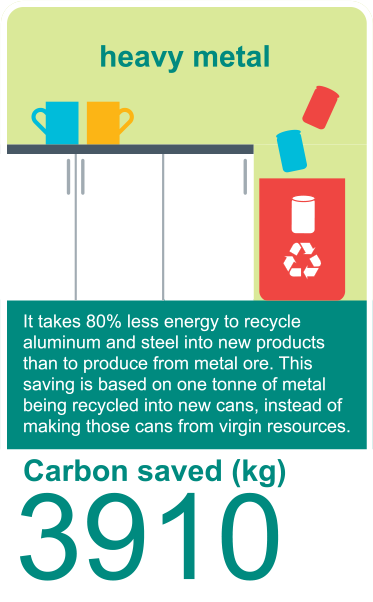 heavy metal
It takes 80% less energy to recycle
aluminum and steel into new products
than to produce from metal ore. This
saving is based on one tonne of metal
being recycled into new cans, instead of
making those cans from virgin resources.
Carbon saved (kg)
3910